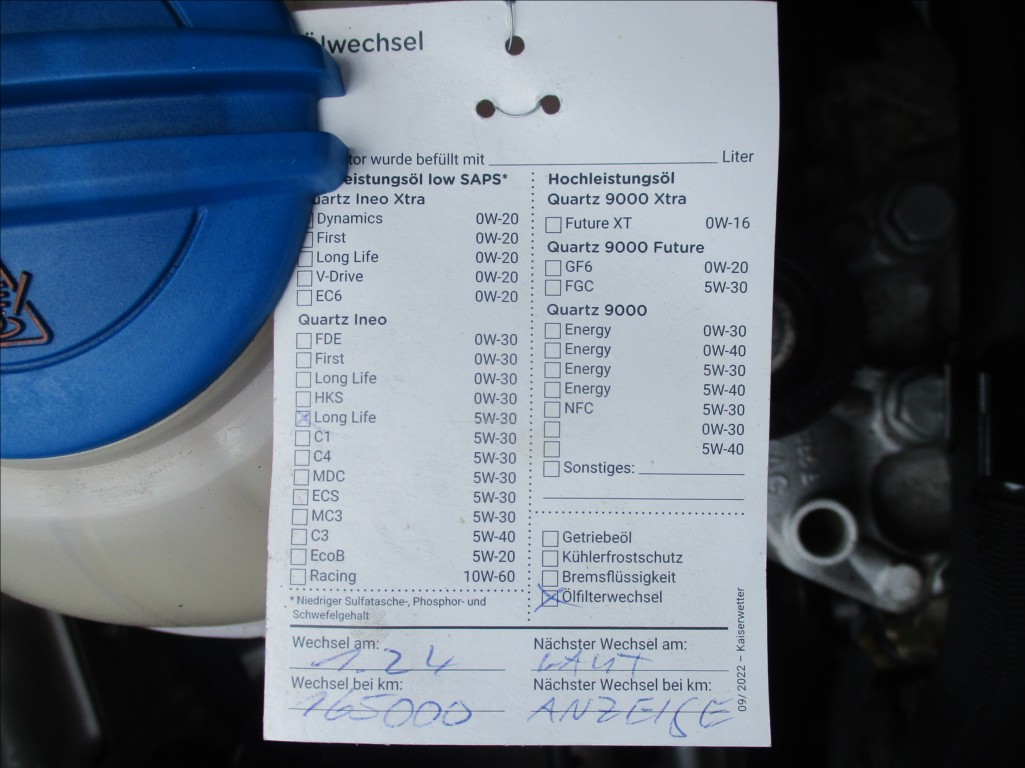 lwechsel
tor wurde befüllt mit Liter
leistungsöl low SAPS*
uartz Ineo Xtra
Dynamics 0W-20
First 0W-20
Long Life 0W-20
V-Drive 0W-20
EC6 0W-20
Quartz Ineo
FDE 0W-30
First 0W-30
Long Life 0W-30
HKS 0W-30
Long Life 5W-30
C1 5W-30
C4 5W-30
MDC 5W-30
ECS 5W-30
MC3 5W-30
C3 5W-40
EcoB 5W-20
Racing 10W-60
* Niedriger Sulfatasche-, Phosphor- und
Schwefelgehalt
Hochleistungsöl
Quartz 9000 Xtra
Future XT 0W-16
Quartz 9000 Future
GF6 0W-20
FGC 5W-30
Quartz 9000
Energy 0W-30
Energy 0W-40
Energy 5W-30
Energy 5W-40
NFC 5W-30
0W-30
5W-40
Sonstiges:
Getriebeöl
Kühlerfrostschutz
Bremsflüssigkeit
Ölfilterwechsel
Wechsel am:
1.24
Wechsel bei km:
165000
Nächster Wechsel am:
LAUT
Nächster Wechsel bei km:
ANZEIGE
09/2022 – Kaiserwetter